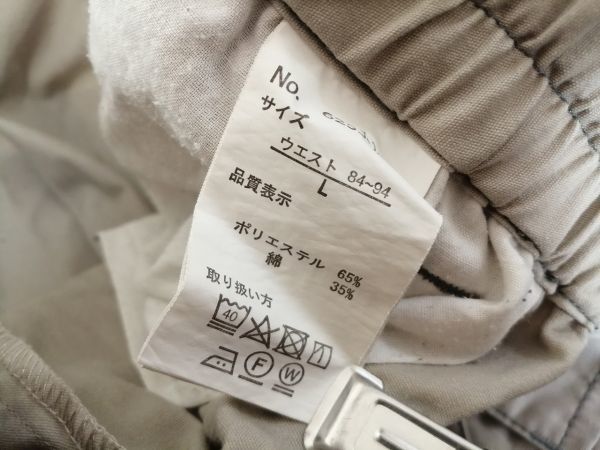 No.
サイズ
ウエスト 84~94
L
品質表示
ポリエステル 65%
綿 35%
取り扱い方
40
F W